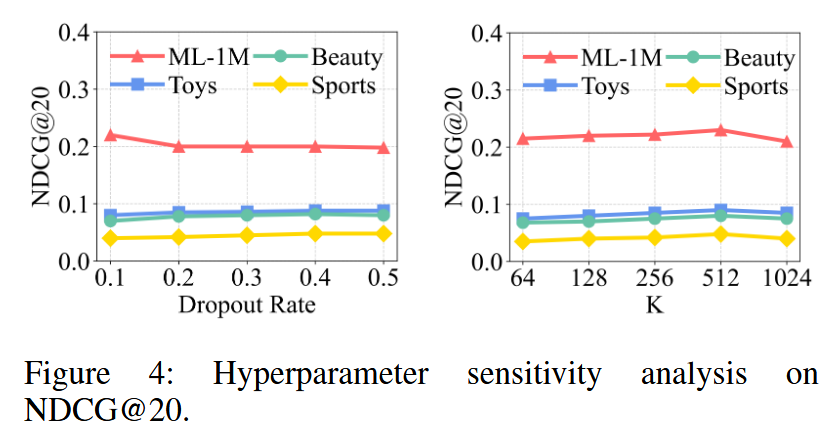 0.4
0.3
0.2
0.1
0.0
NDCG@20
ML-1M
Beauty
Toys
Sports
0.1 0.2 0.3 0.4 0.5
Dropout Rate
0.4
0.3
0.2
0.1
0.0
NDCG@20
ML-1M
Beauty
Toys
Sports
64 128 256 512 1024
K
Figure 4: Hyperparameter sensitivity analysis on
NDCG@20.